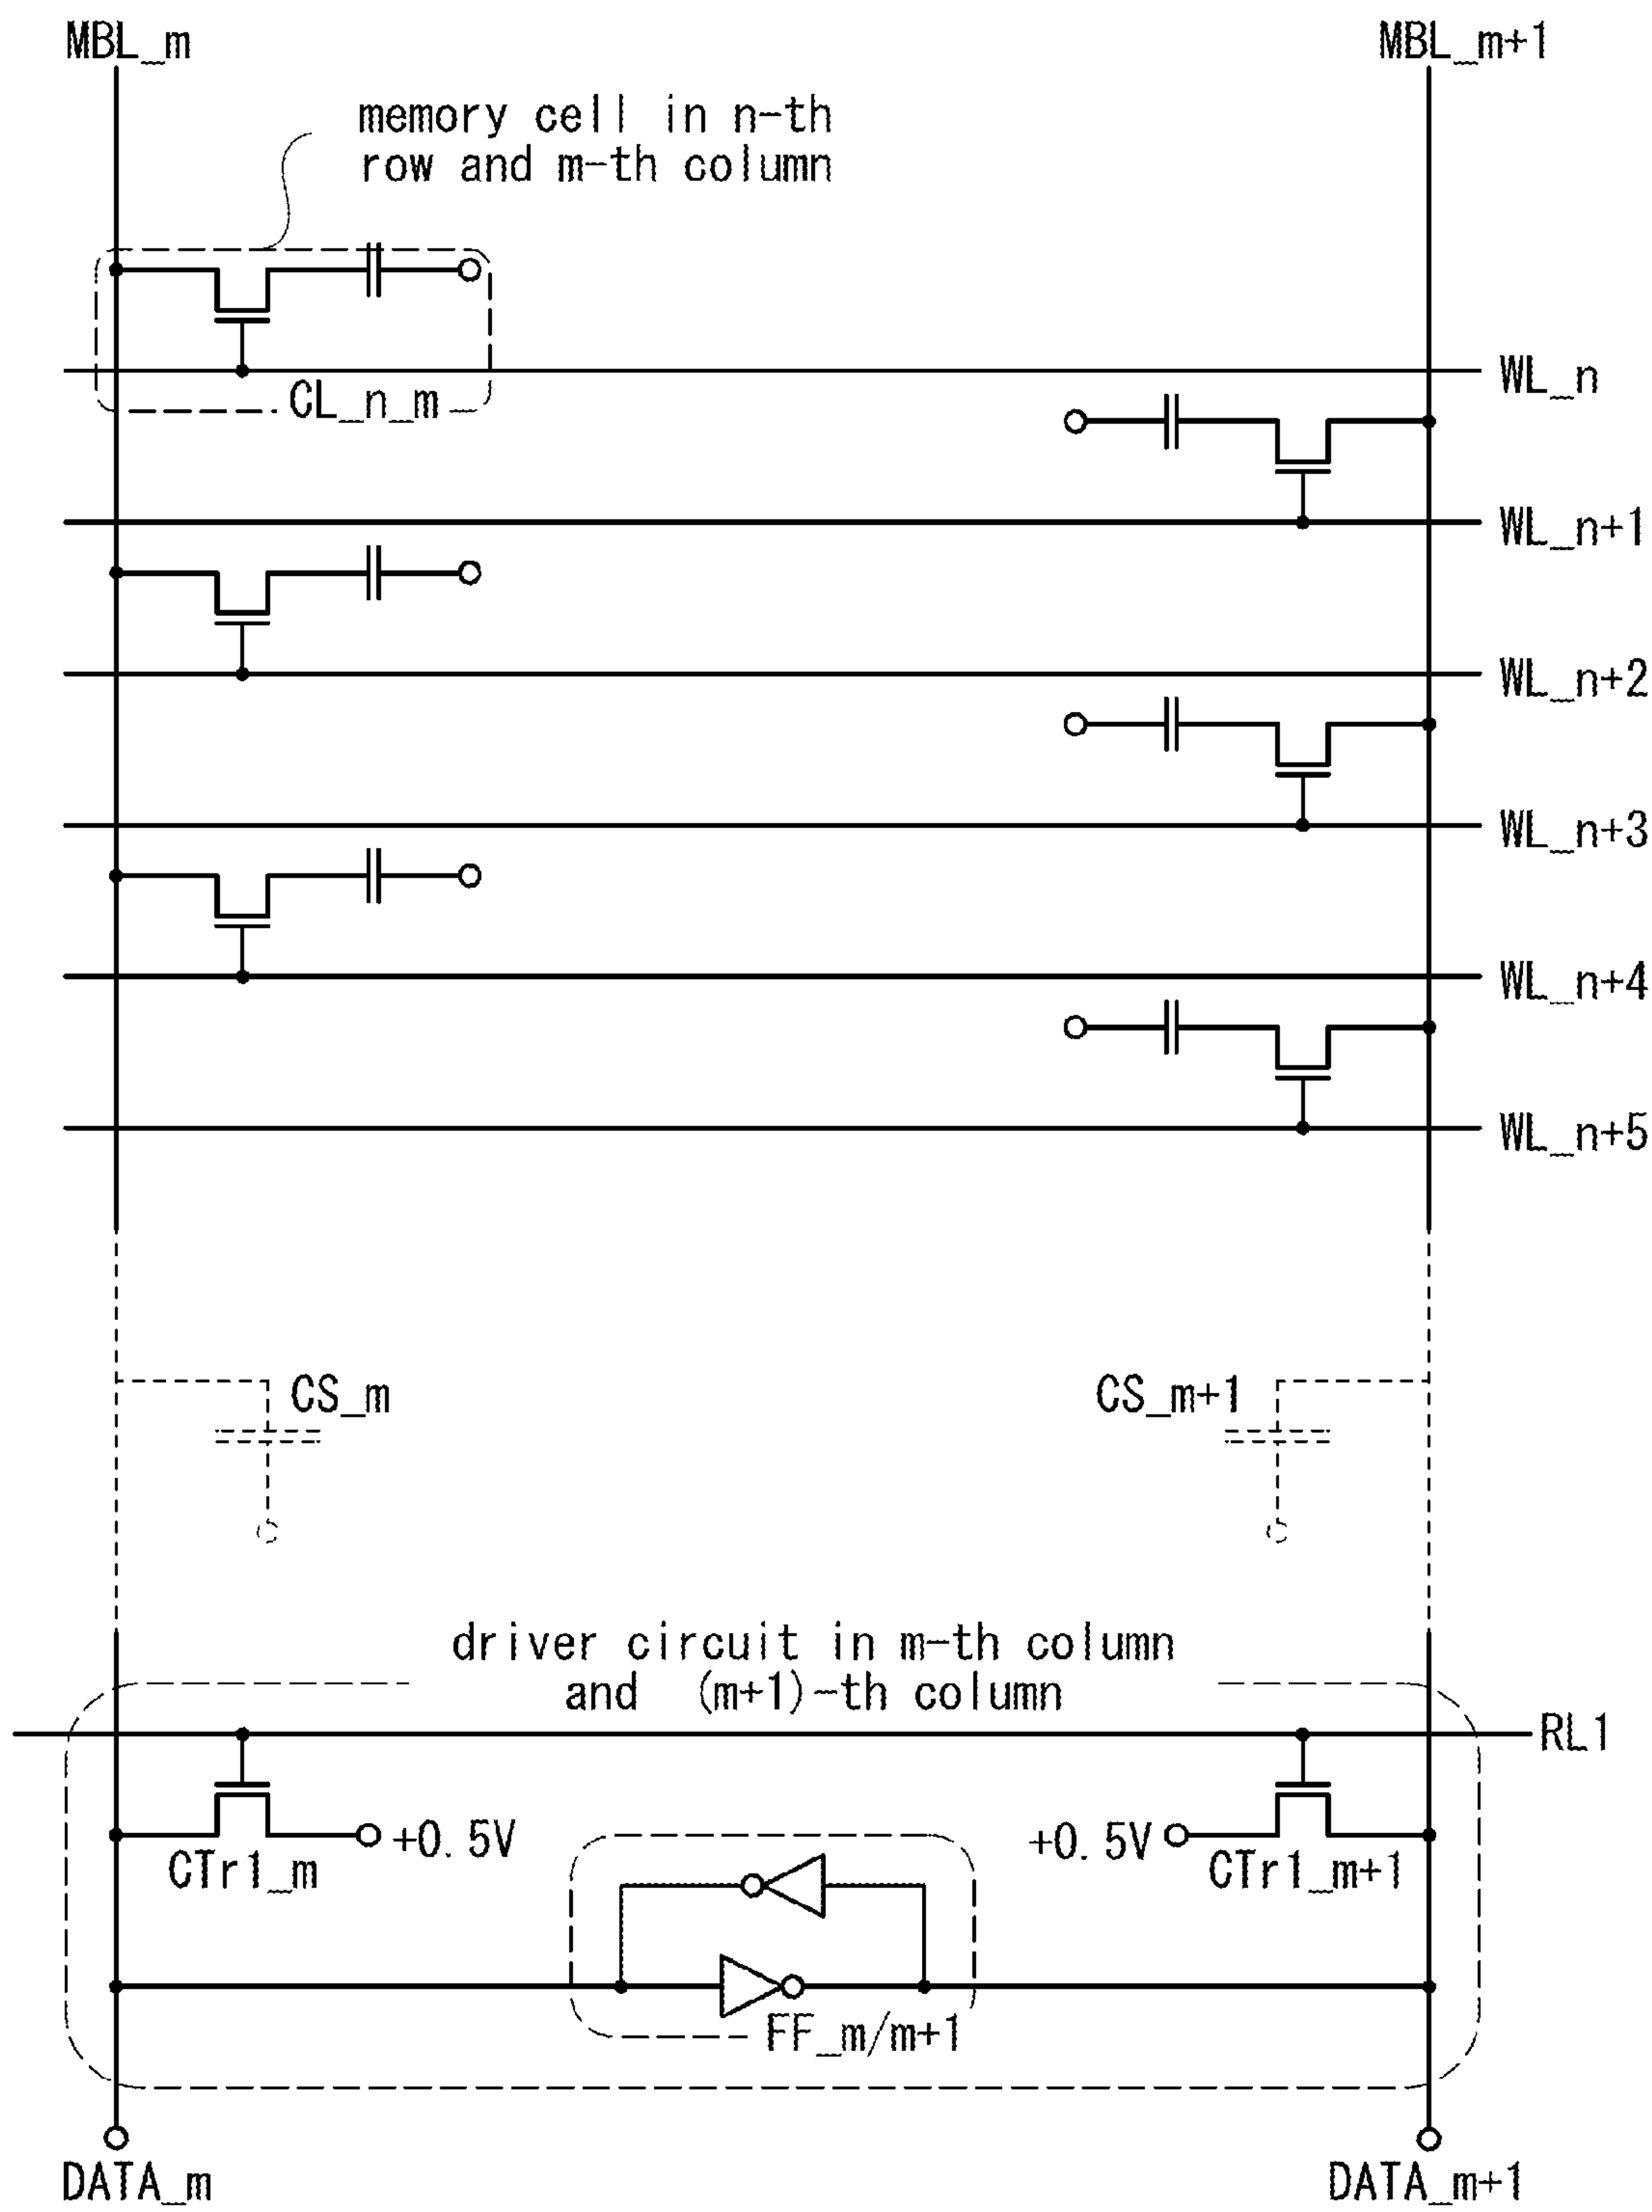 MBL_m
MBL_m+1
memory cell in n-th
row and m-th column
WL_n
CL_n_m
WL_n+1
WL_n+2
WL_n+3
WL_n+4
WL_n+5
CS_m
CS_m+1
driver circuit in m-th column
and (m+1)-th column
RL1
+0.5V
+0.5V
CTr1_m
CTr1_m+1
FF_m/m+1
DATA_m
DATA_m+1